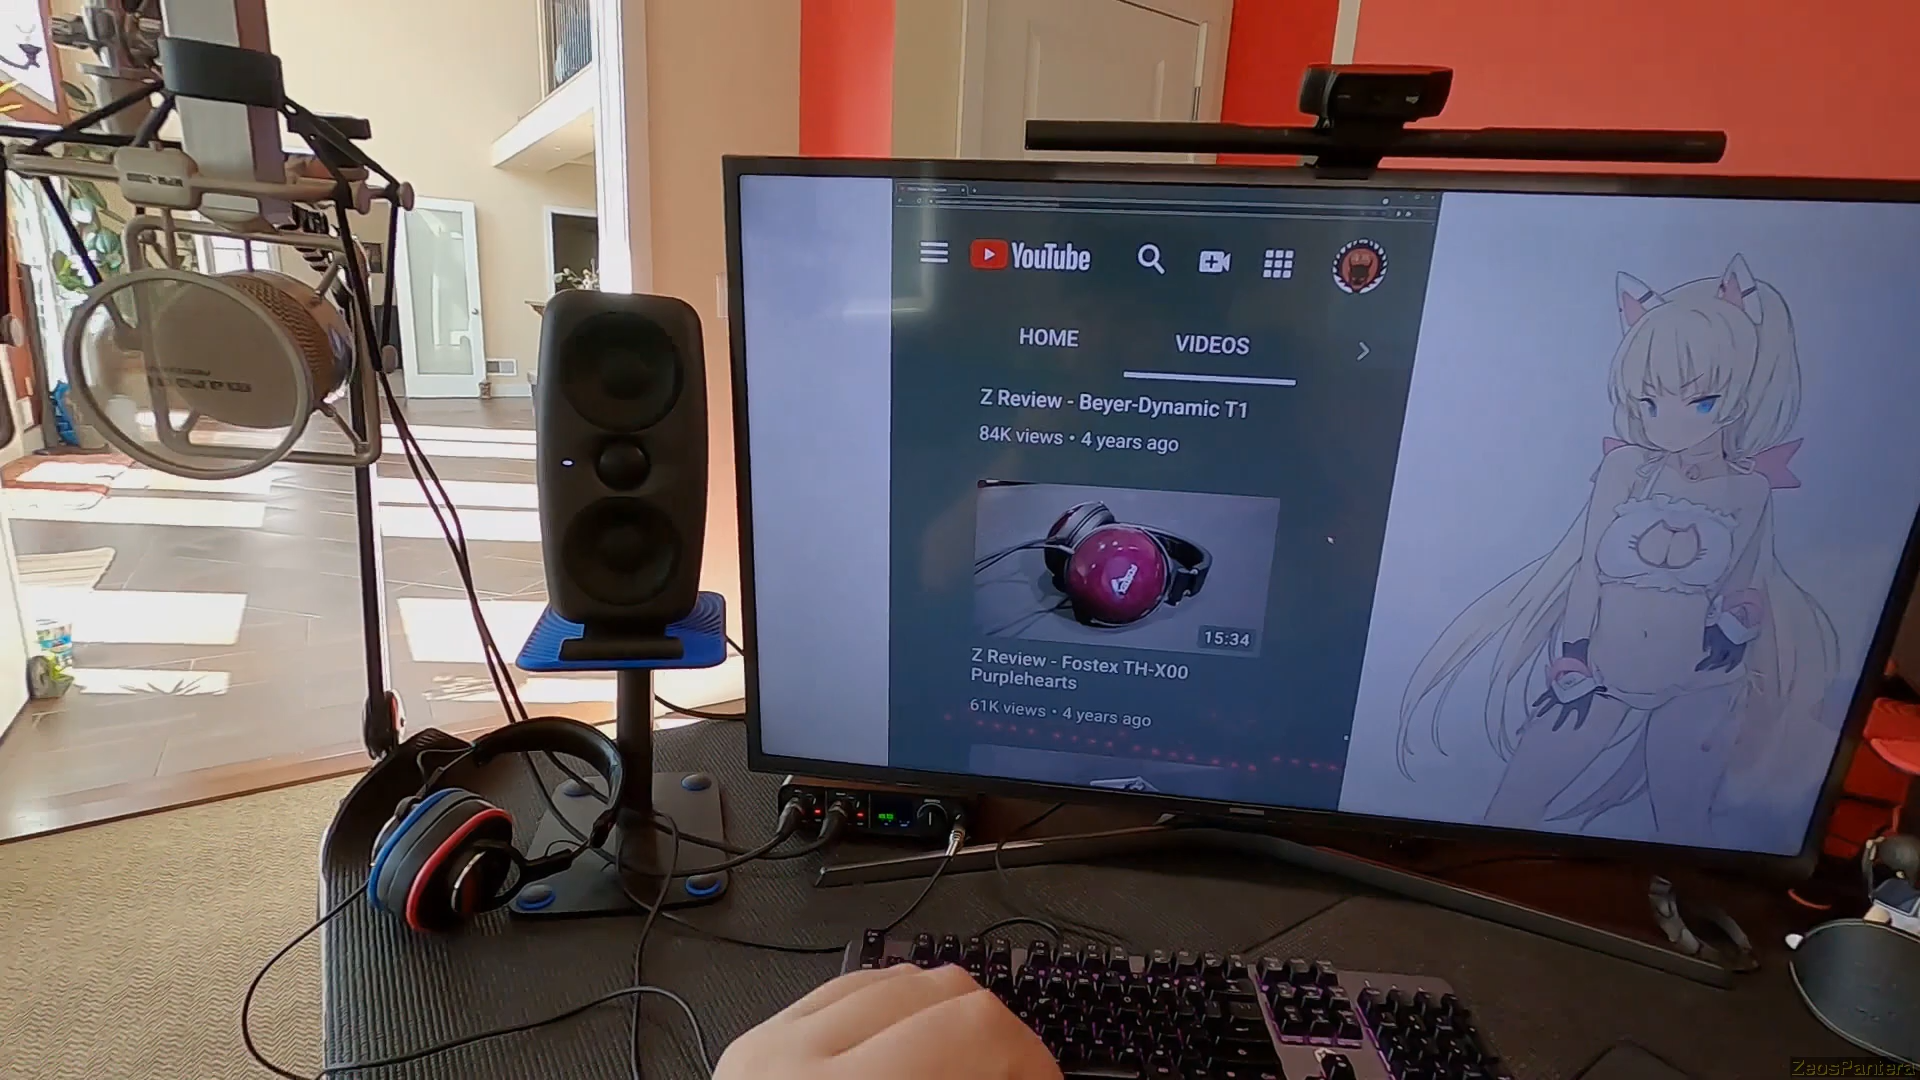 YouTube
HOME
VIDEOS
Z Review - Beyer-Dynamic T1
84K views • 4 years ago
15:34
Z Review - Fostex TH-X00
Purplehearts
61K views • 4 years ago
ZeosPantera